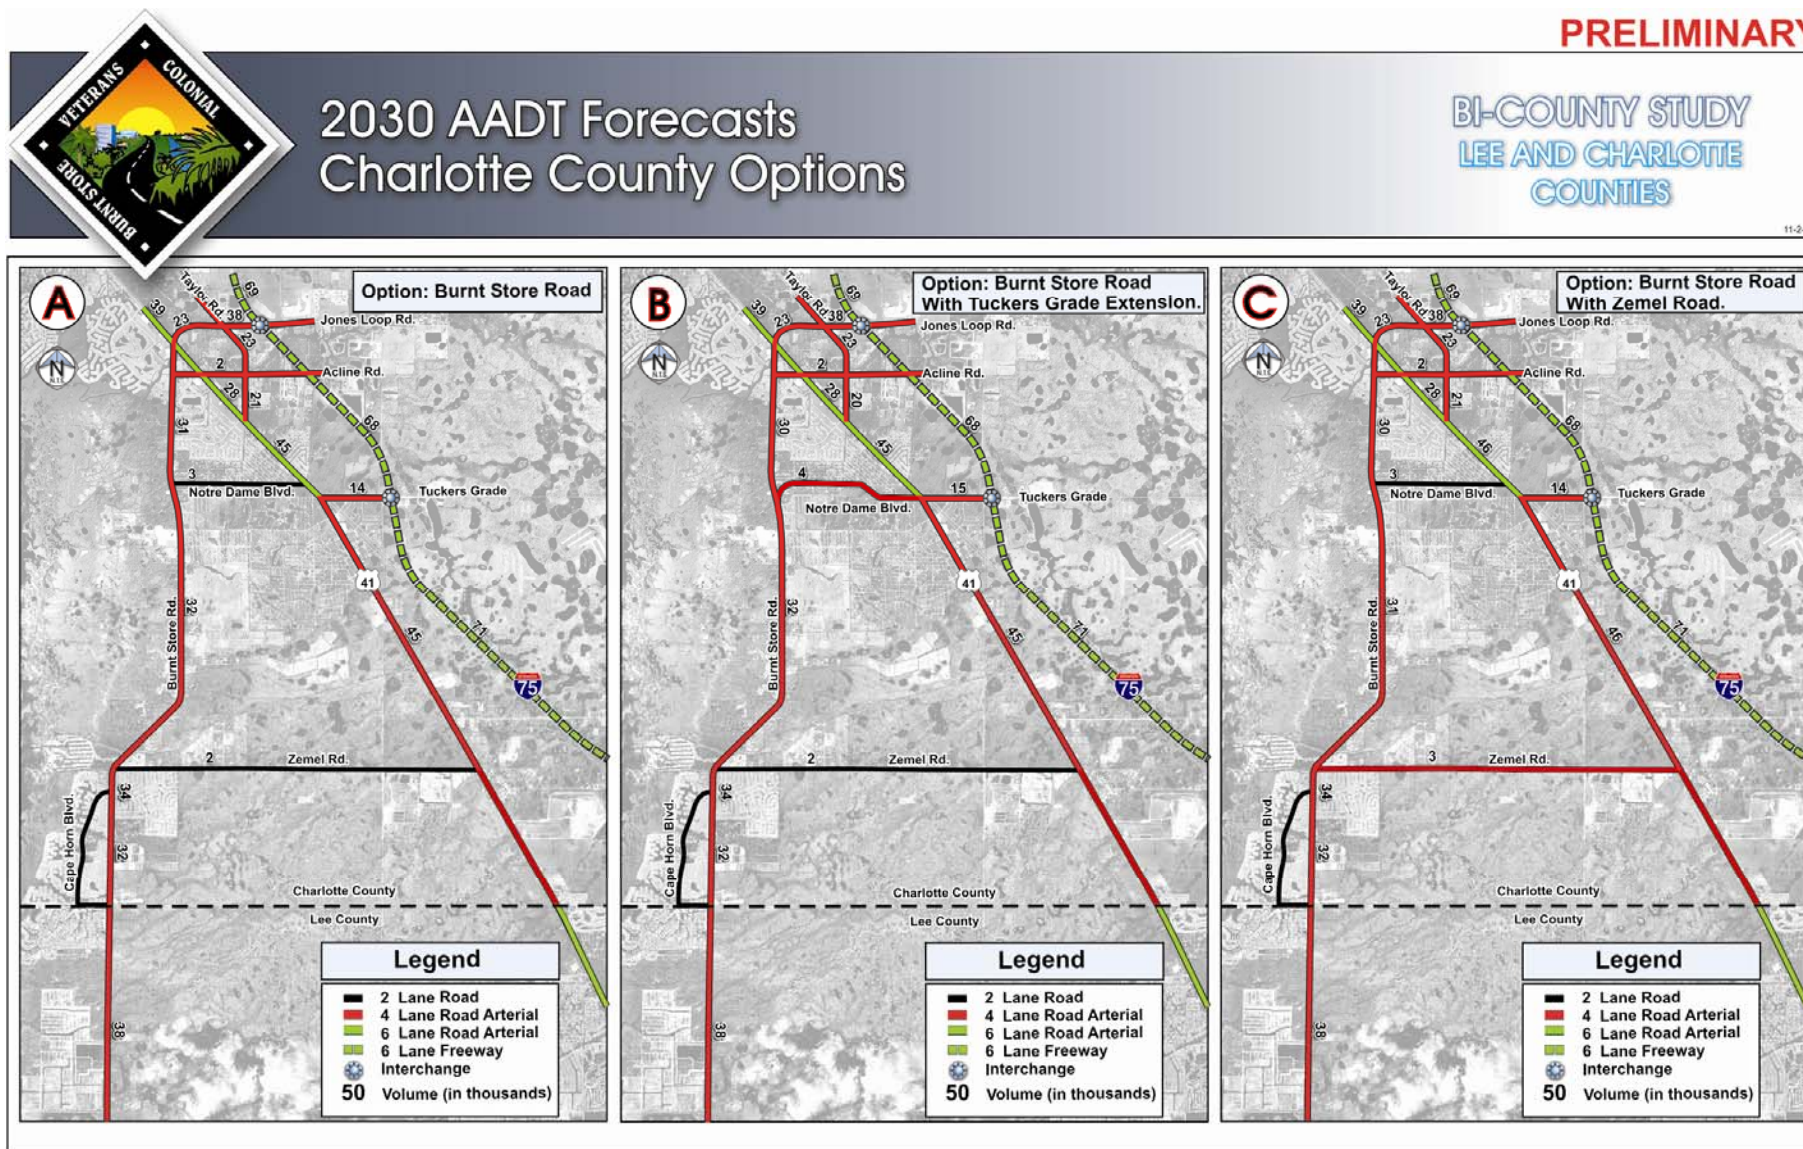 PRELIMINARY
VETERANS
COLONIAL
BURNT STORE
2030 AADT Forecasts
Charlotte County Options
BI-COUNTY STUDY
LEE AND CHARLOTTE
COUNTIES
11-2
A
Option: Burnt Store Road
N
39
Taylor Rd.
69
23
38
Jones Loop Rd.
23
2
Acline Rd.
28
21
31
45
68
3
Notre Dame Blvd.
14
Tuckers Grade
41
32
Burnt Store Rd.
45
71
75
2
Zemel Rd.
34
Cape Horn Blvd.
32
Charlotte County
Lee County
38
Legend
2 Lane Road
4 Lane Road Arterial
6 Lane Road Arterial
6 Lane Freeway
Interchange
50 Volume (in thousands)
B
Option: Burnt Store Road
With Tuckers Grade Extension.
N
39
Taylor Rd.
69
23
38
Jones Loop Rd.
23
2
Acline Rd.
28
20
30
45
68
4
Notre Dame Blvd.
15
Tuckers Grade
41
32
Burnt Store Rd.
45
71
75
2
Zemel Rd.
34
Cape Horn Blvd.
32
Charlotte County
Lee County
38
Legend
2 Lane Road
4 Lane Road Arterial
6 Lane Road Arterial
6 Lane Freeway
Interchange
50 Volume (in thousands)
C
Option: Burnt Store Road
With Zemel Road.
N
39
Taylor Rd.
69
23
38
Jones Loop Rd.
23
2
Acline Rd.
28
21
30
46
68
3
Notre Dame Blvd.
14
Tuckers Grade
41
31
Burnt Store Rd.
46
71
75
3
Zemel Rd.
34
Cape Horn Blvd.
32
Charlotte County
Lee County
38
Legend
2 Lane Road
4 Lane Road Arterial
6 Lane Road Arterial
6 Lane Freeway
Interchange
50 Volume (in thousands)